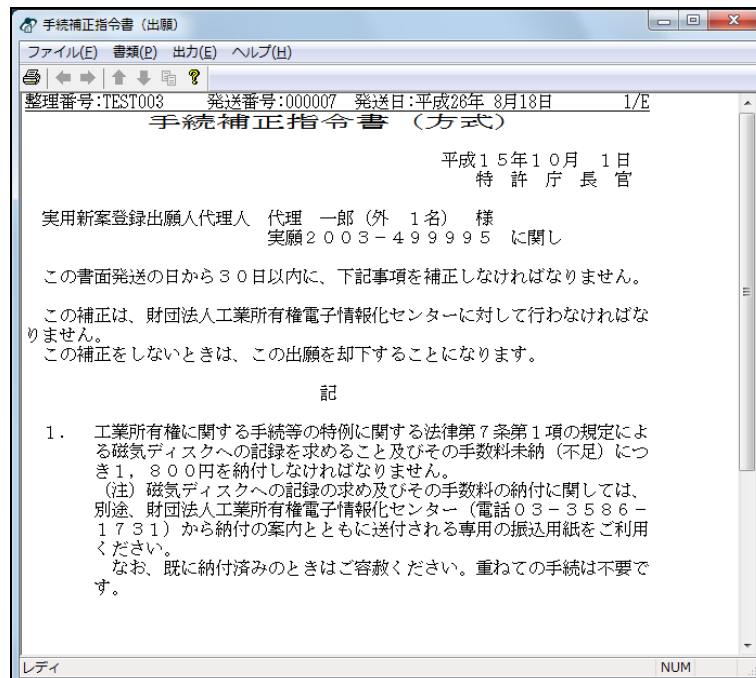 手続補正指令書（出願）
ファイル(F) 書類(P) 出力(E) ヘルプ(H)
整理番号:TEST003 発送番号:000007 発送日:平成26年 8月18日 1/E
手続補正指令書（方式）
平成１５年１０月 １日
特 許 庁 長 官
実用新案登録出願人代理人 代理 一郎（外 １名） 様
実願２００３－４９９９９５ に関し
この書面発送の日から３０日以内に、下記事項を補正しなければなりません。
この補正は、財団法人工業所有権電子情報化センターに対して行わなければな
りません。
この補正をしないときは、この出願を却下することになります。
記
１． 工業所有権に関する手続等の特例に関する法律第７条第１項の規定によ
る磁気ディスクへの記録を求めること及びその手数料未納（不足）につ
き１，８００円を納付しなければなりません。
（注）磁気ディスクへの記録の求め及びその手数料の納付に関しては、
別途、財団法人工業所有権電子情報化センター（電話０３－３５８６－
１７３１）から納付の案内とともに送付される専用の振込用紙をご利用
ください。
なお、既に納付済みのときはご容赦ください。重ねての手続は不要で
す。
レディ NUM